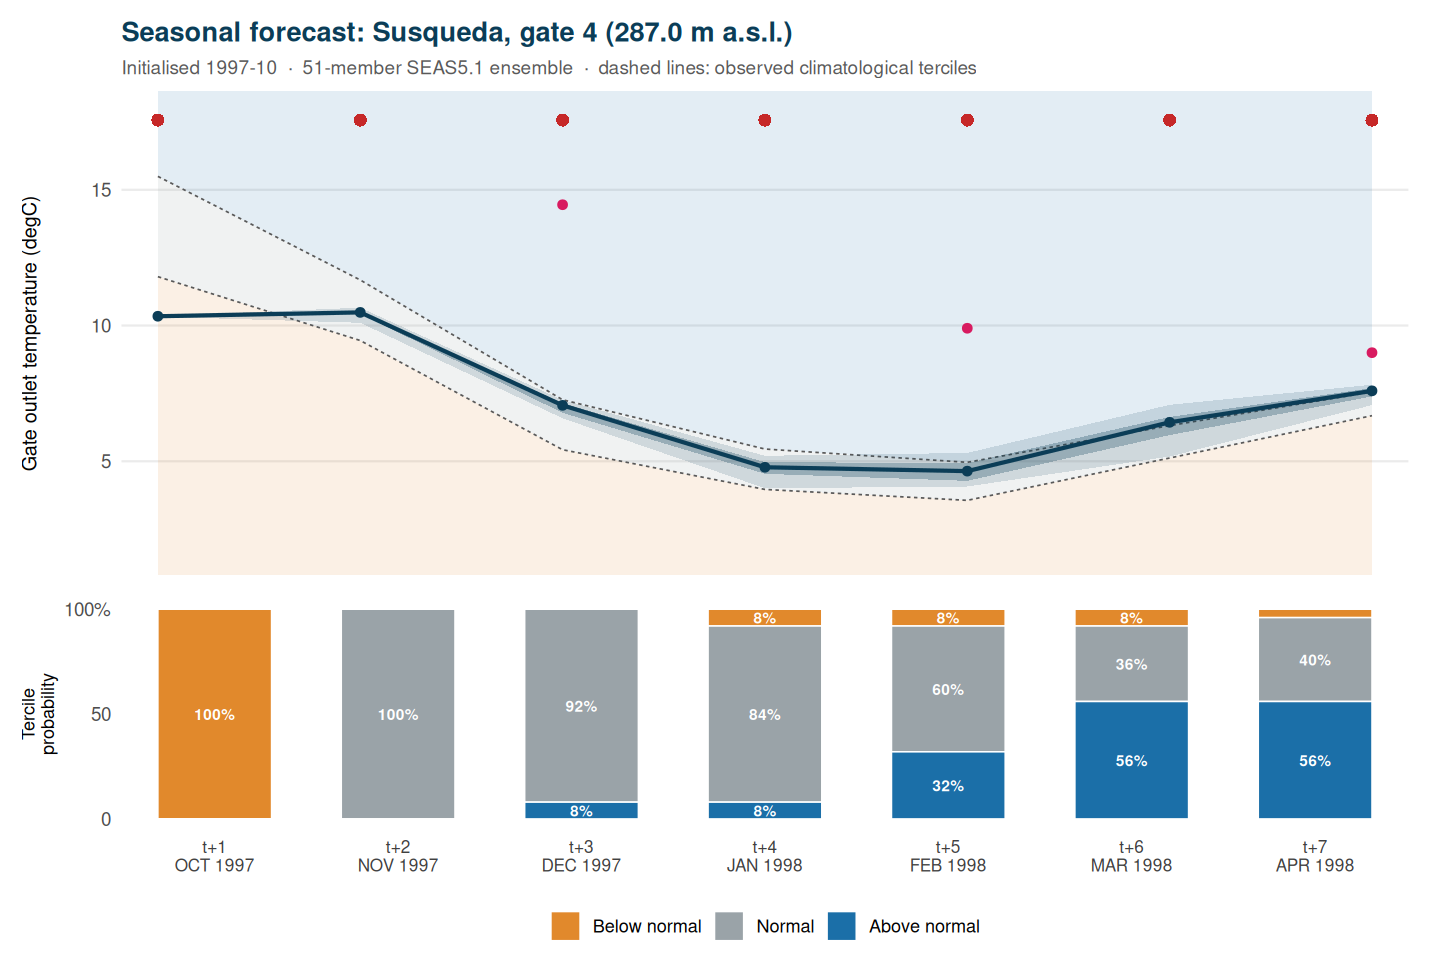 Seasonal forecast: Susqueda, gate 4 (287.0 m a.s.l.)
Initialised 1997-10 · 51-member SEAS5.1 ensemble · dashed lines: observed climatological terciles
Gate outlet temperature (degC)
15
10
5
Tercile
probability
100%
50
0
100%
100%
92%
8%
8%
84%
8%
8%
60%
32%
8%
36%
56%
40%
56%
t+1
OCT 1997
t+2
NOV 1997
t+3
DEC 1997
t+4
JAN 1998
t+5
FEB 1998
t+6
MAR 1998
t+7
APR 1998
Below normal
Normal
Above normal